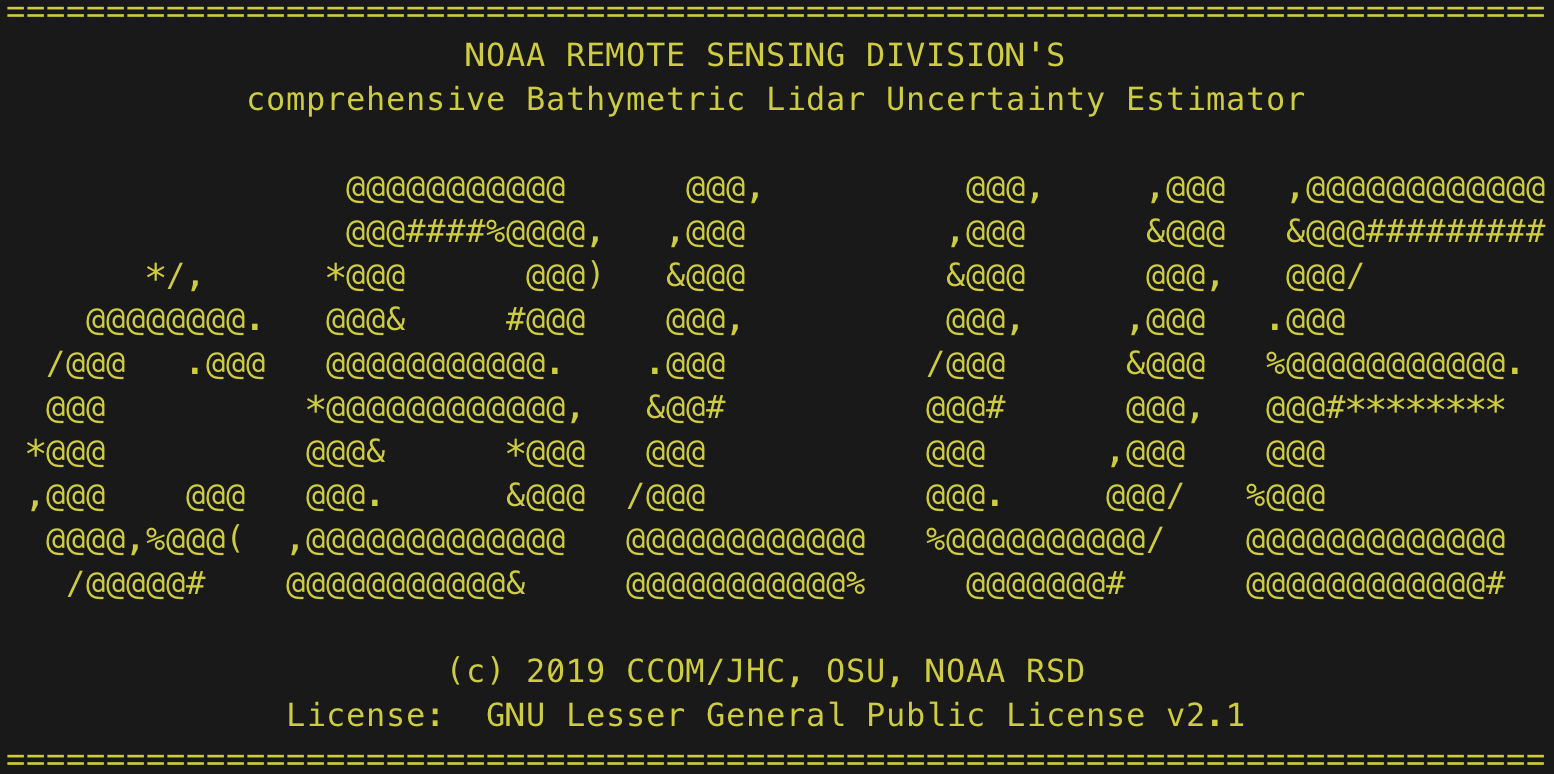 NOAA REMOTE SENSING DIVISION'S
comprehensive Bathymetric Lidar Uncertainty Estimator
cBLUE
(c) 2019 CCOM/JHC, OSU, NOAA RSD
License:  GNU Lesser General Public License v2.1